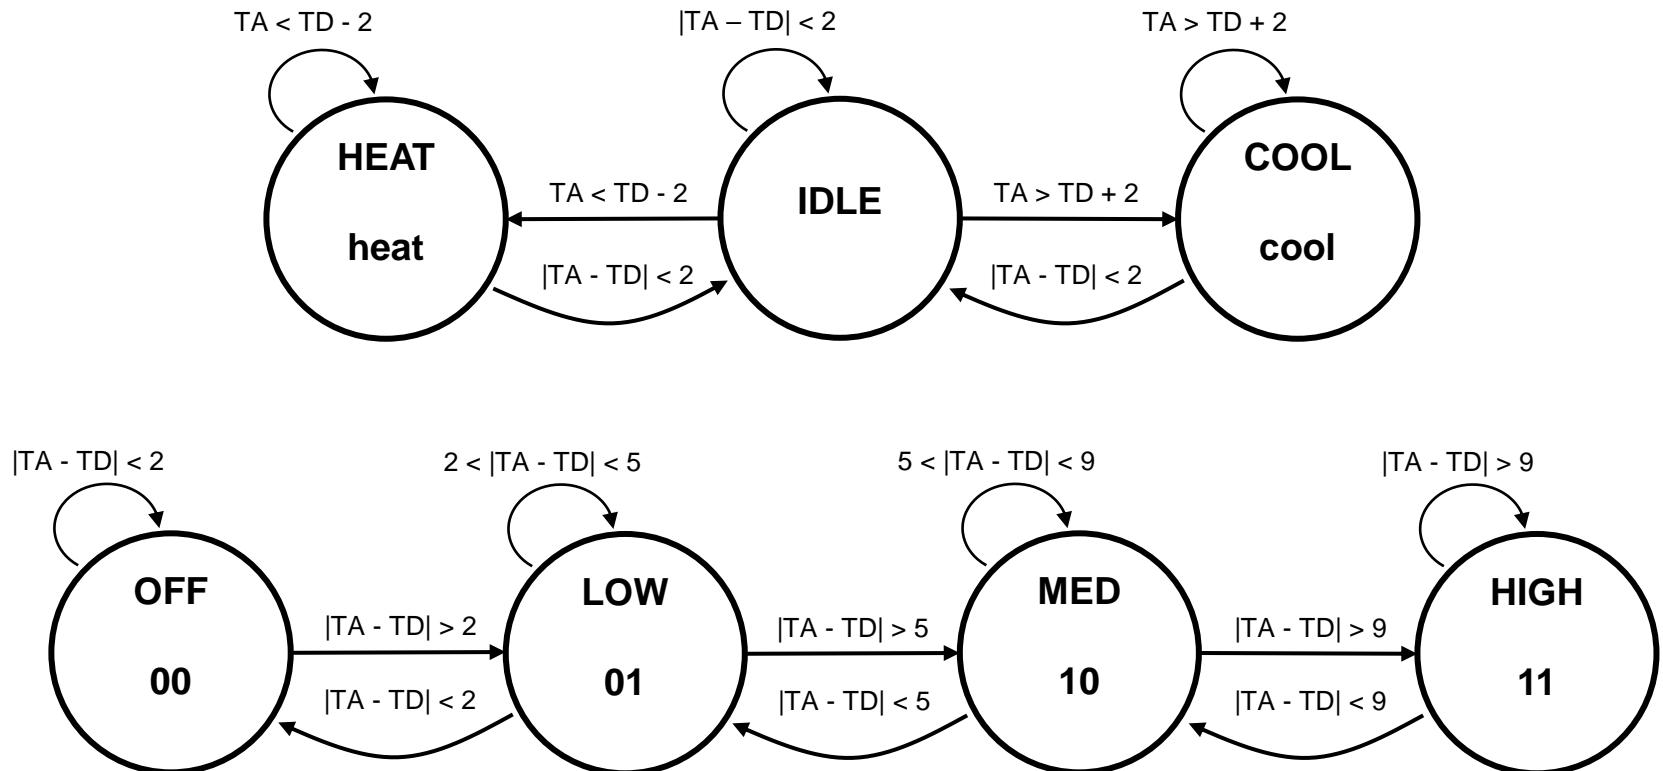 TA < TD - 2
|TA – TD| < 2
TA > TD + 2
HEAT
heat
TA < TD - 2
|TA - TD| < 2
IDLE
TA > TD + 2
|TA - TD| < 2
COOL
cool
|TA - TD| < 2
2 < |TA - TD| < 5
5 < |TA - TD| < 9
|TA - TD| > 9
OFF
00
|TA - TD| > 2
|TA - TD| < 2
LOW
01
|TA - TD| > 5
|TA - TD| < 5
MED
10
|TA - TD| > 9
|TA - TD| < 9
HIGH
11